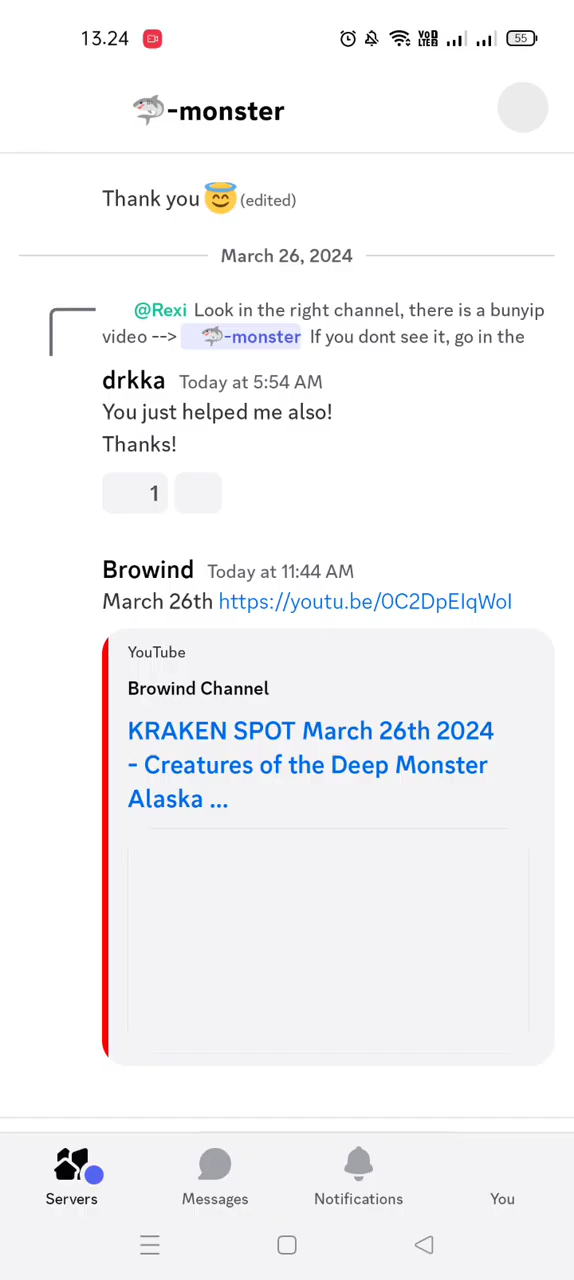 13.24
VoD LTE2
55
-monster
Thank you (edited)
March 26, 2024
@Rexi Look in the right channel, there is a bunyip
video --> -monster If you dont see it, go in the
drkka Today at 5:54 AM
You just helped me also!
Thanks!
1
Browind Today at 11:44 AM
March 26th https://youtu.be/0C2DpEIqWoI
YouTube
Browind Channel
KRAKEN SPOT March 26th 2024
- Creatures of the Deep Monster
Alaska ...
Servers
Messages
Notifications
You